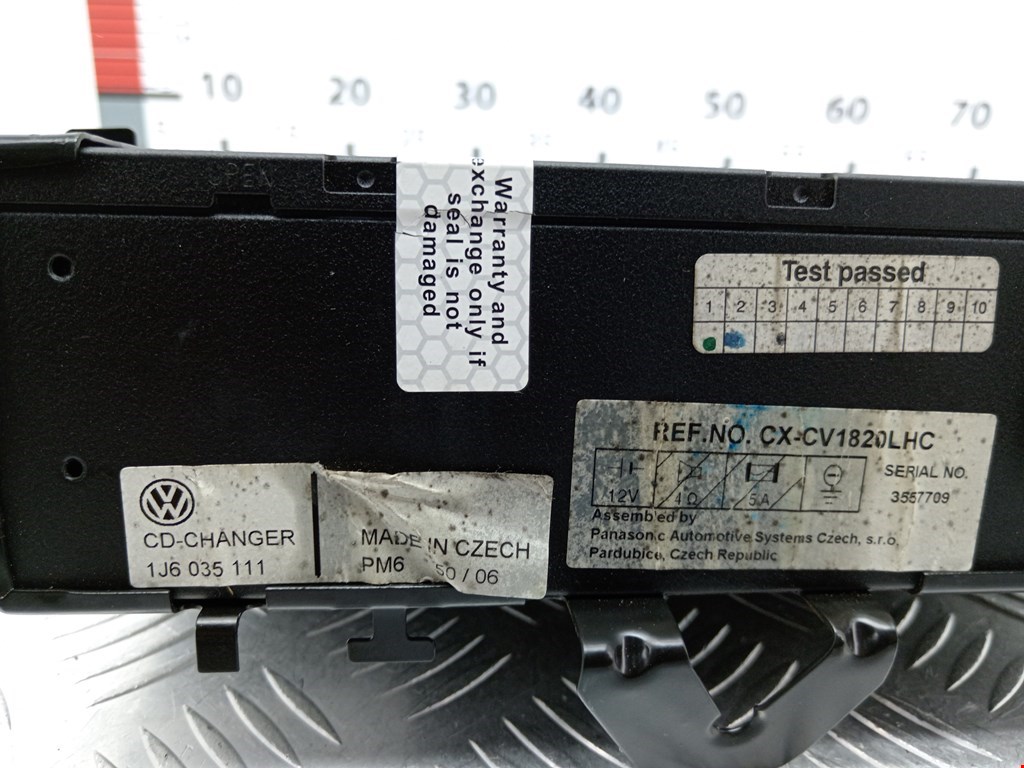 10 20 30 40 50 60 70
Warranty and
exchange only if
seal is not
damaged
Test passed
1 2 3 4 5 6 7 8 9 10
REF.NO. CX-CV1820LHC
12V 4 Ω 5 A
SERIAL NO.
3557709
Assembled by
Panasonic Automotive Systems Czech, s.r.o.
Pardubice, Czech Republic
VW
CD-CHANGER
1J6 035 111
MADE IN CZECH
PM6 50 / 06